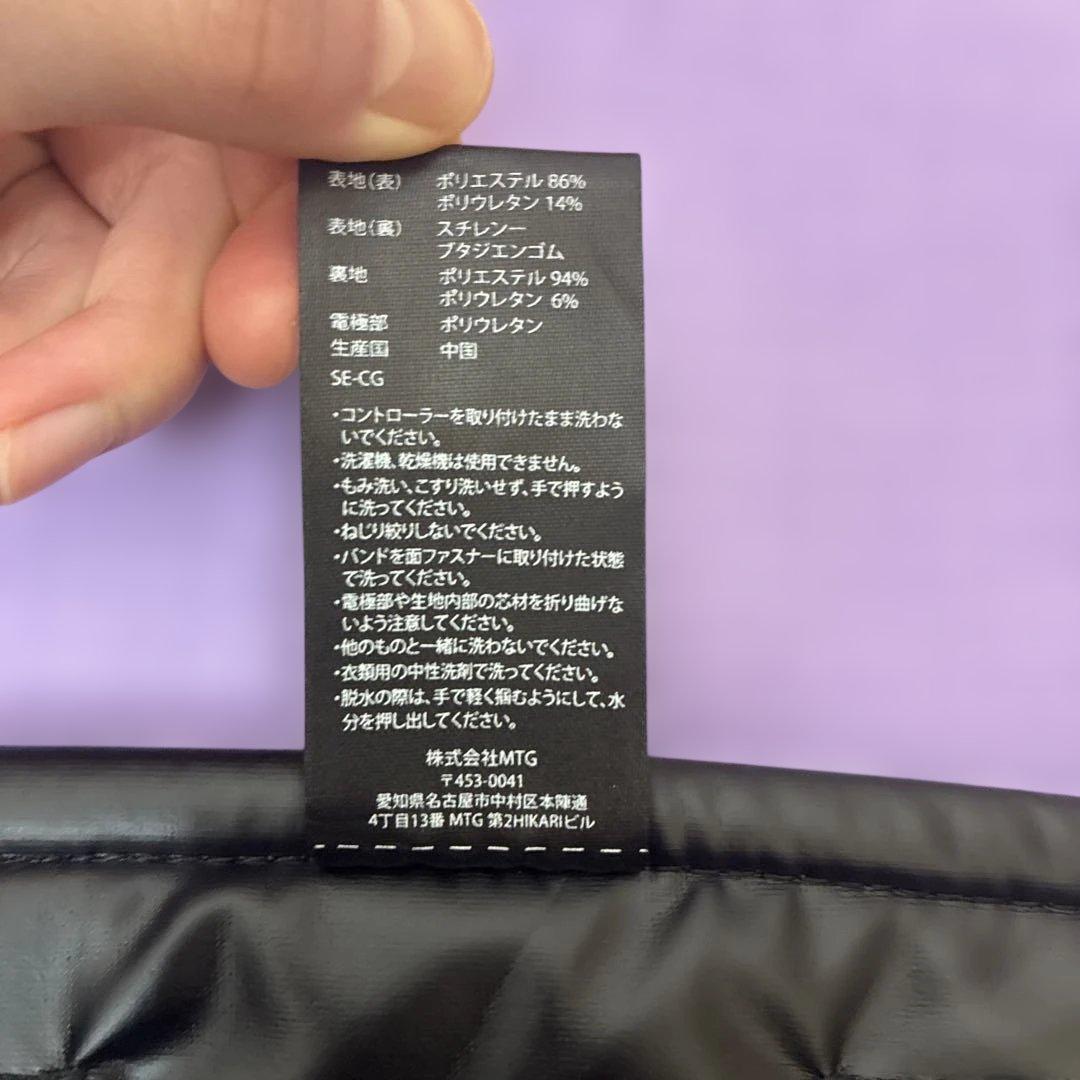 表地(表) ポリエステル 86%
ポリウレタン 14%
表地(裏) スチレンー
ブタジエンゴム
裏地 ポリエステル 94%
ポリウレタン 6%
電極部 ポリウレタン
生産国 中国
SE-CG
・コントローラーを取り付けたまま洗わな
いでください。
・洗濯機、乾燥機は使用できません。
・もみ洗い、こすり洗いせず、手で押すよう
に洗ってください。
・ねじり絞りしないでください。
・バンドを面ファスナーに取り付けた状態
で洗ってください。
・電極部や生地内部の芯材を折り曲げな
いよう注意してください。
・他のものと一緒に洗わないでください。
・衣類用の中性洗剤で洗ってください。
・脱水の際は、手で軽く掴むようにして、水
分を押し出してください。
株式会社MTG
〒453-0041
愛知県名古屋市中村区本陣通
4丁目13番 MTG 第2HIKARIビル